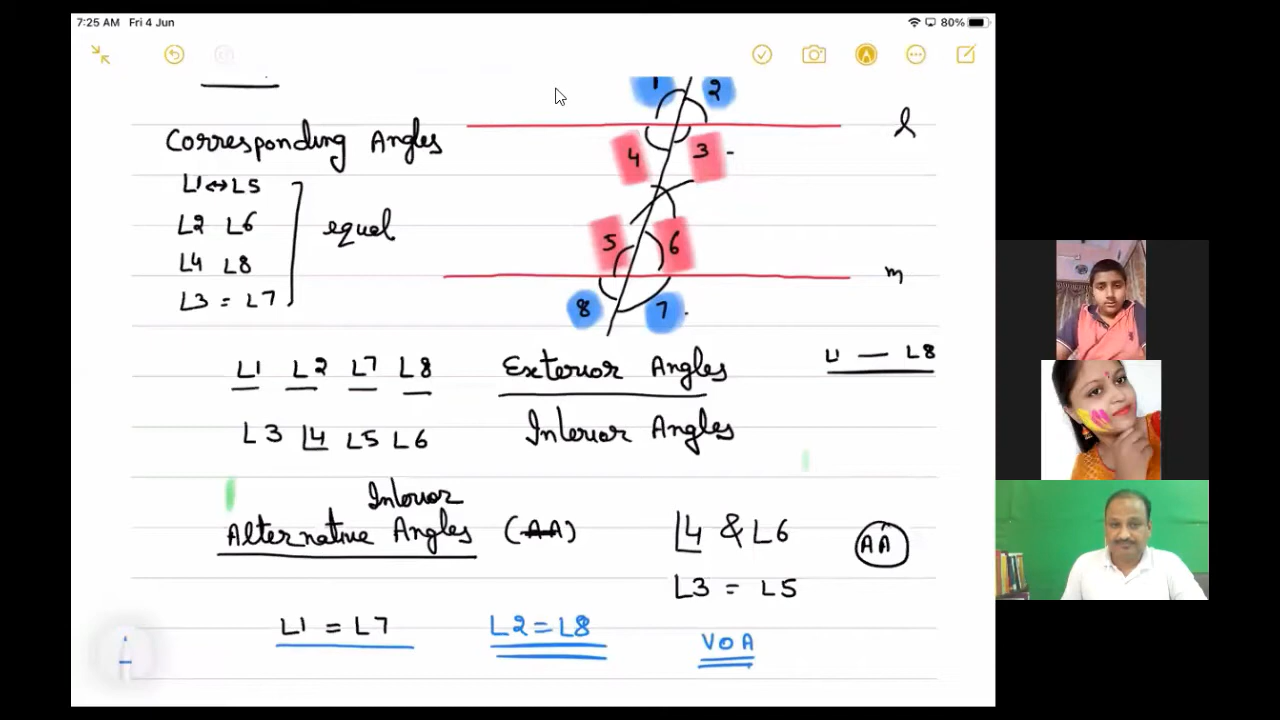 7:25 AM Fri 4 Jun 80%
1 2
l
Corresponding Angles
4 3
L1 ↔ L5
L2 L6 equal
5 6
L4 L8
m
L3 = L7
8 7
L1 L2 L7 L8 Exterior Angles L1 — L8
L3 L4 L5 L6 Interior Angles
Interior
Alternative Angles (AA) L4 & L6 AA
L3 = L5
L1 = L7 L2 = L8 VOA